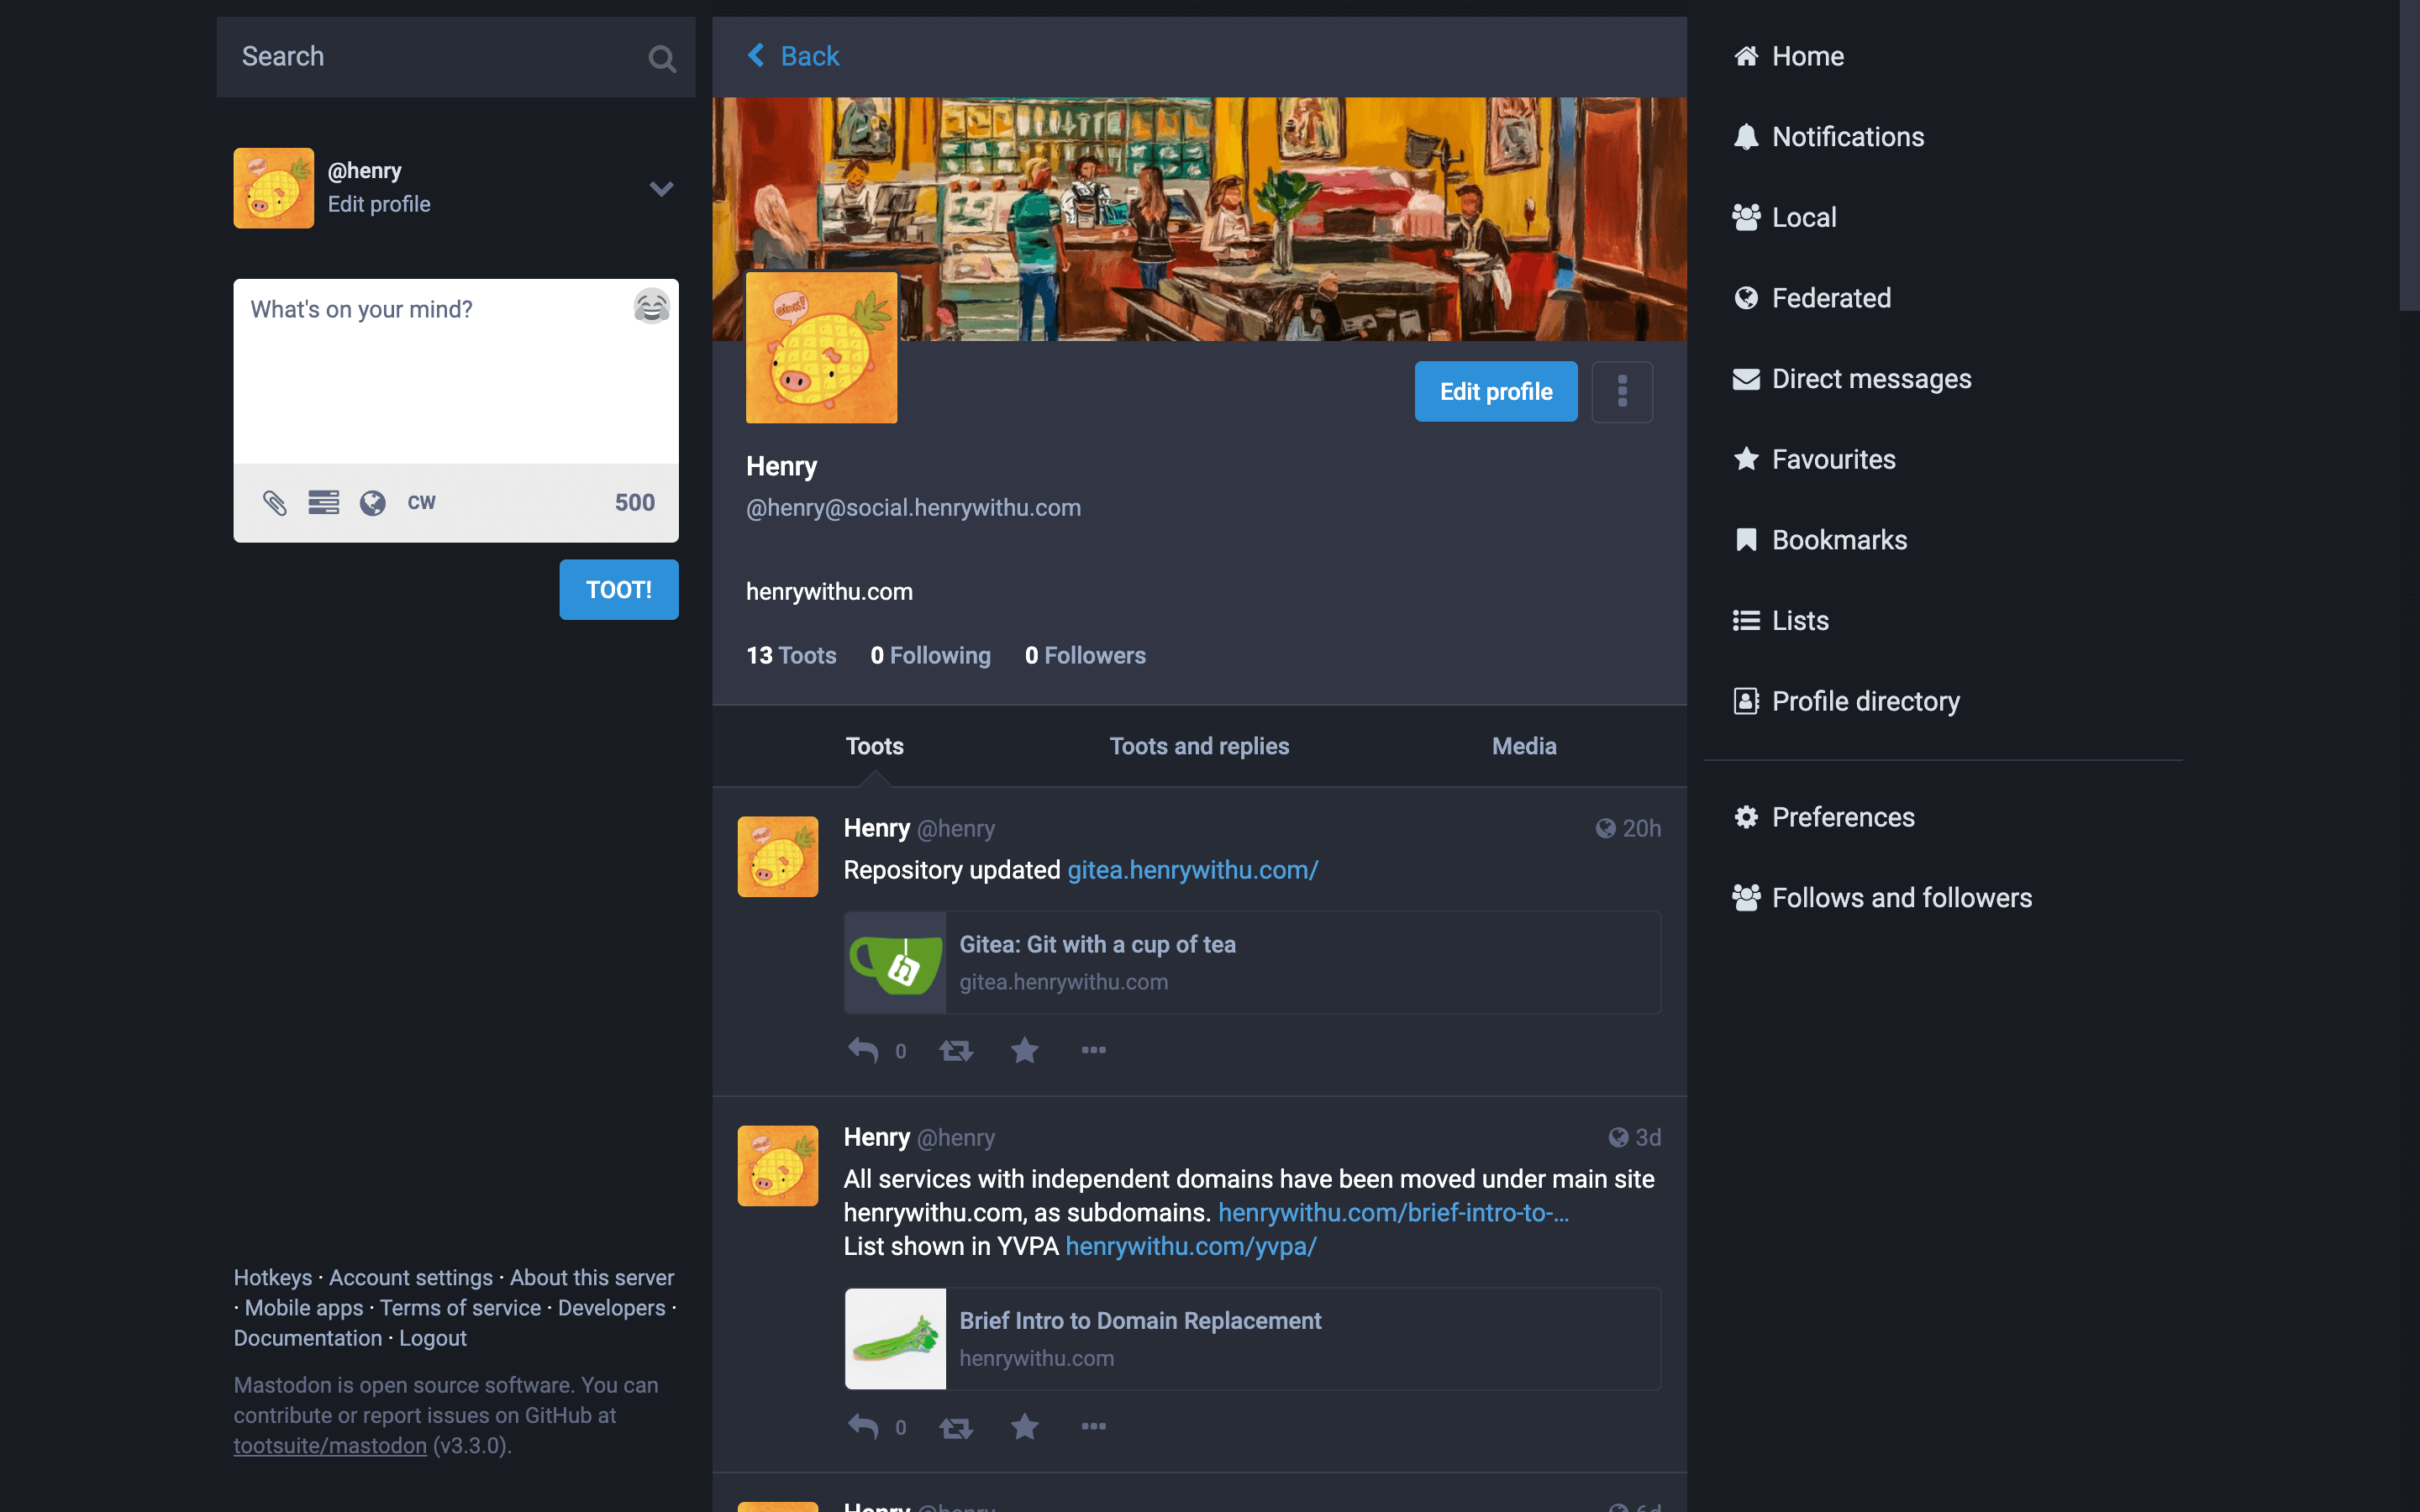 Search
@henry
Edit profile
What's on your mind?
CW
500
TOOT!
Hotkeys · Account settings · About this server
· Mobile apps · Terms of service · Developers ·
Documentation · Logout
Mastodon is open source software. You can
contribute or report issues on GitHub at
tootsuite/mastodon (v3.3.0).
Back
oink!
Edit profile
Henry
@henry@social.henrywithu.com
henrywithu.com
13 Toots 0 Following 0 Followers
Toots Toots and replies Media
Henry @henry 20h
Repository updated gitea.henrywithu.com/
Gitea: Git with a cup of tea
gitea.henrywithu.com
0
Henry @henry 3d
All services with independent domains have been moved under main site
henrywithu.com, as subdomains. henrywithu.com/brief-intro-to-…
List shown in YVPA henrywithu.com/yvpa/
Brief Intro to Domain Replacement
henrywithu.com
0
Henry @henry 6d
Home
Notifications
Local
Federated
Direct messages
Favourites
Bookmarks
Lists
Profile directory
Preferences
Follows and followers